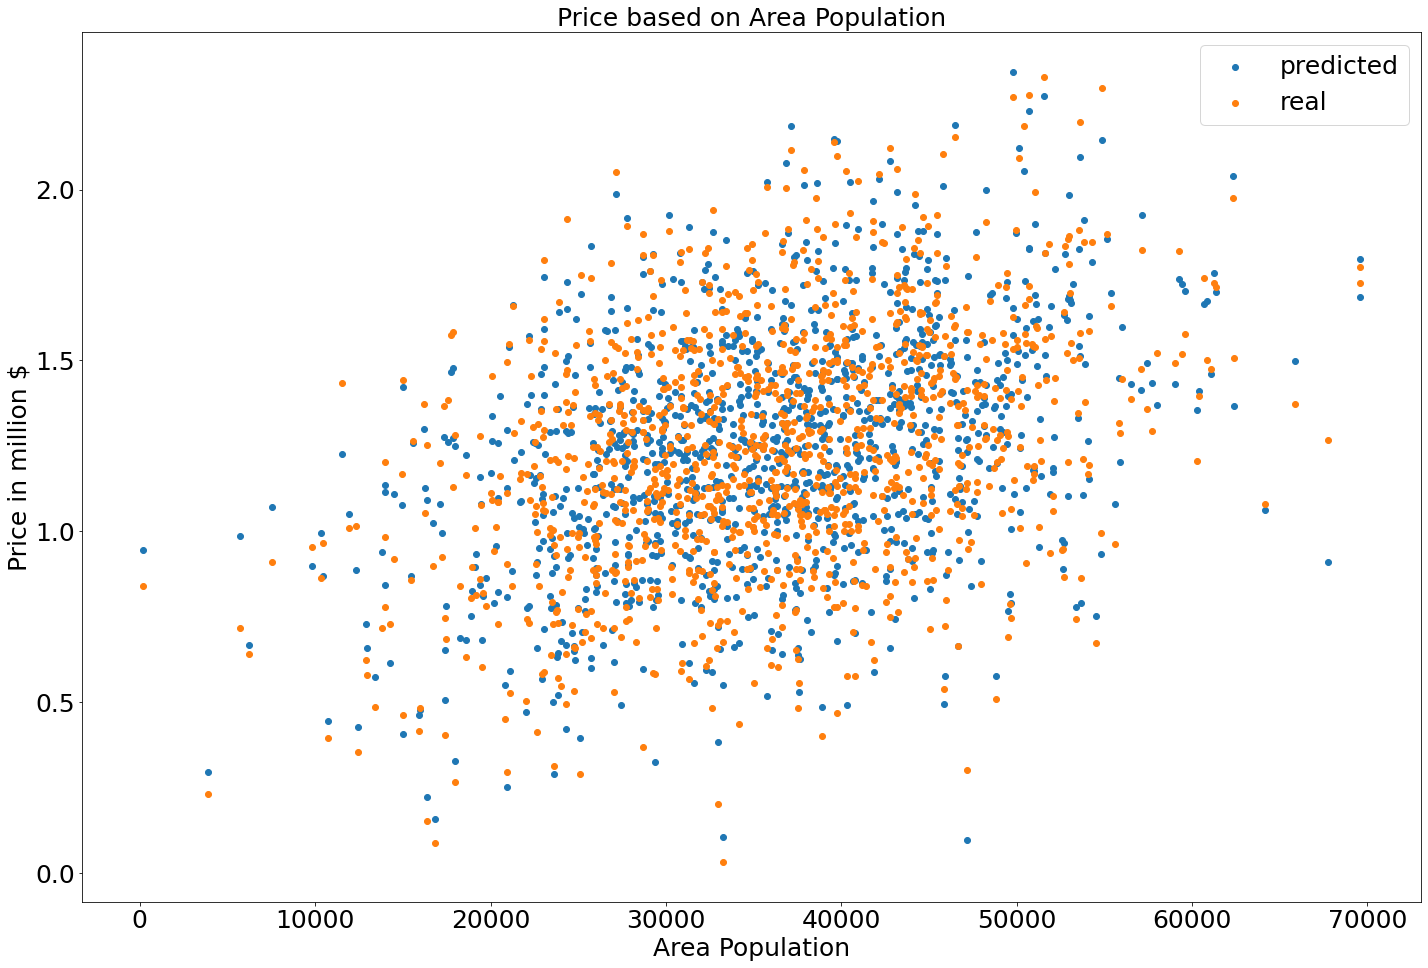 Price based on Area Population
predicted
real
Price in million $
2.0
1.5
1.0
0.5
0.0
0 10000 20000 30000 40000 50000 60000 70000
Area Population